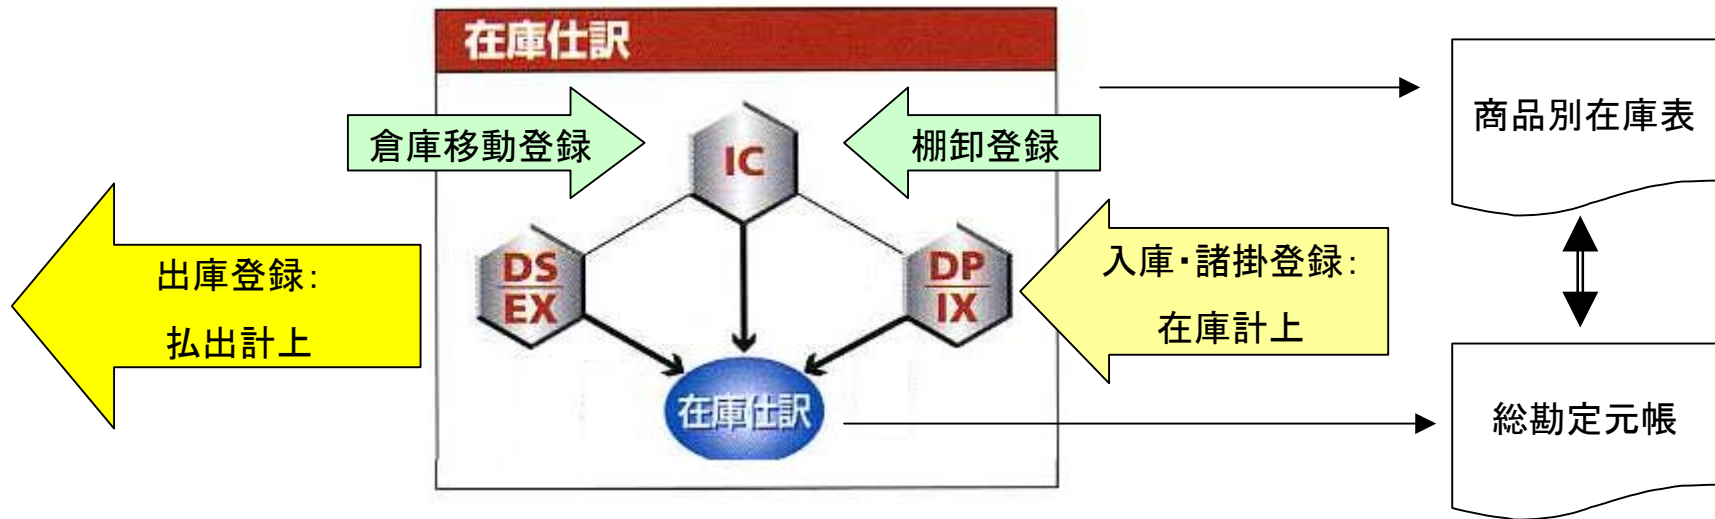 在庫仕訳
倉庫移動登録
IC
棚卸登録
商品別在庫表
出庫登録:
払出計上
DS
EX
DP
IX
入庫・諸掛登録:
在庫計上
在庫仕訳
総勘定元帳